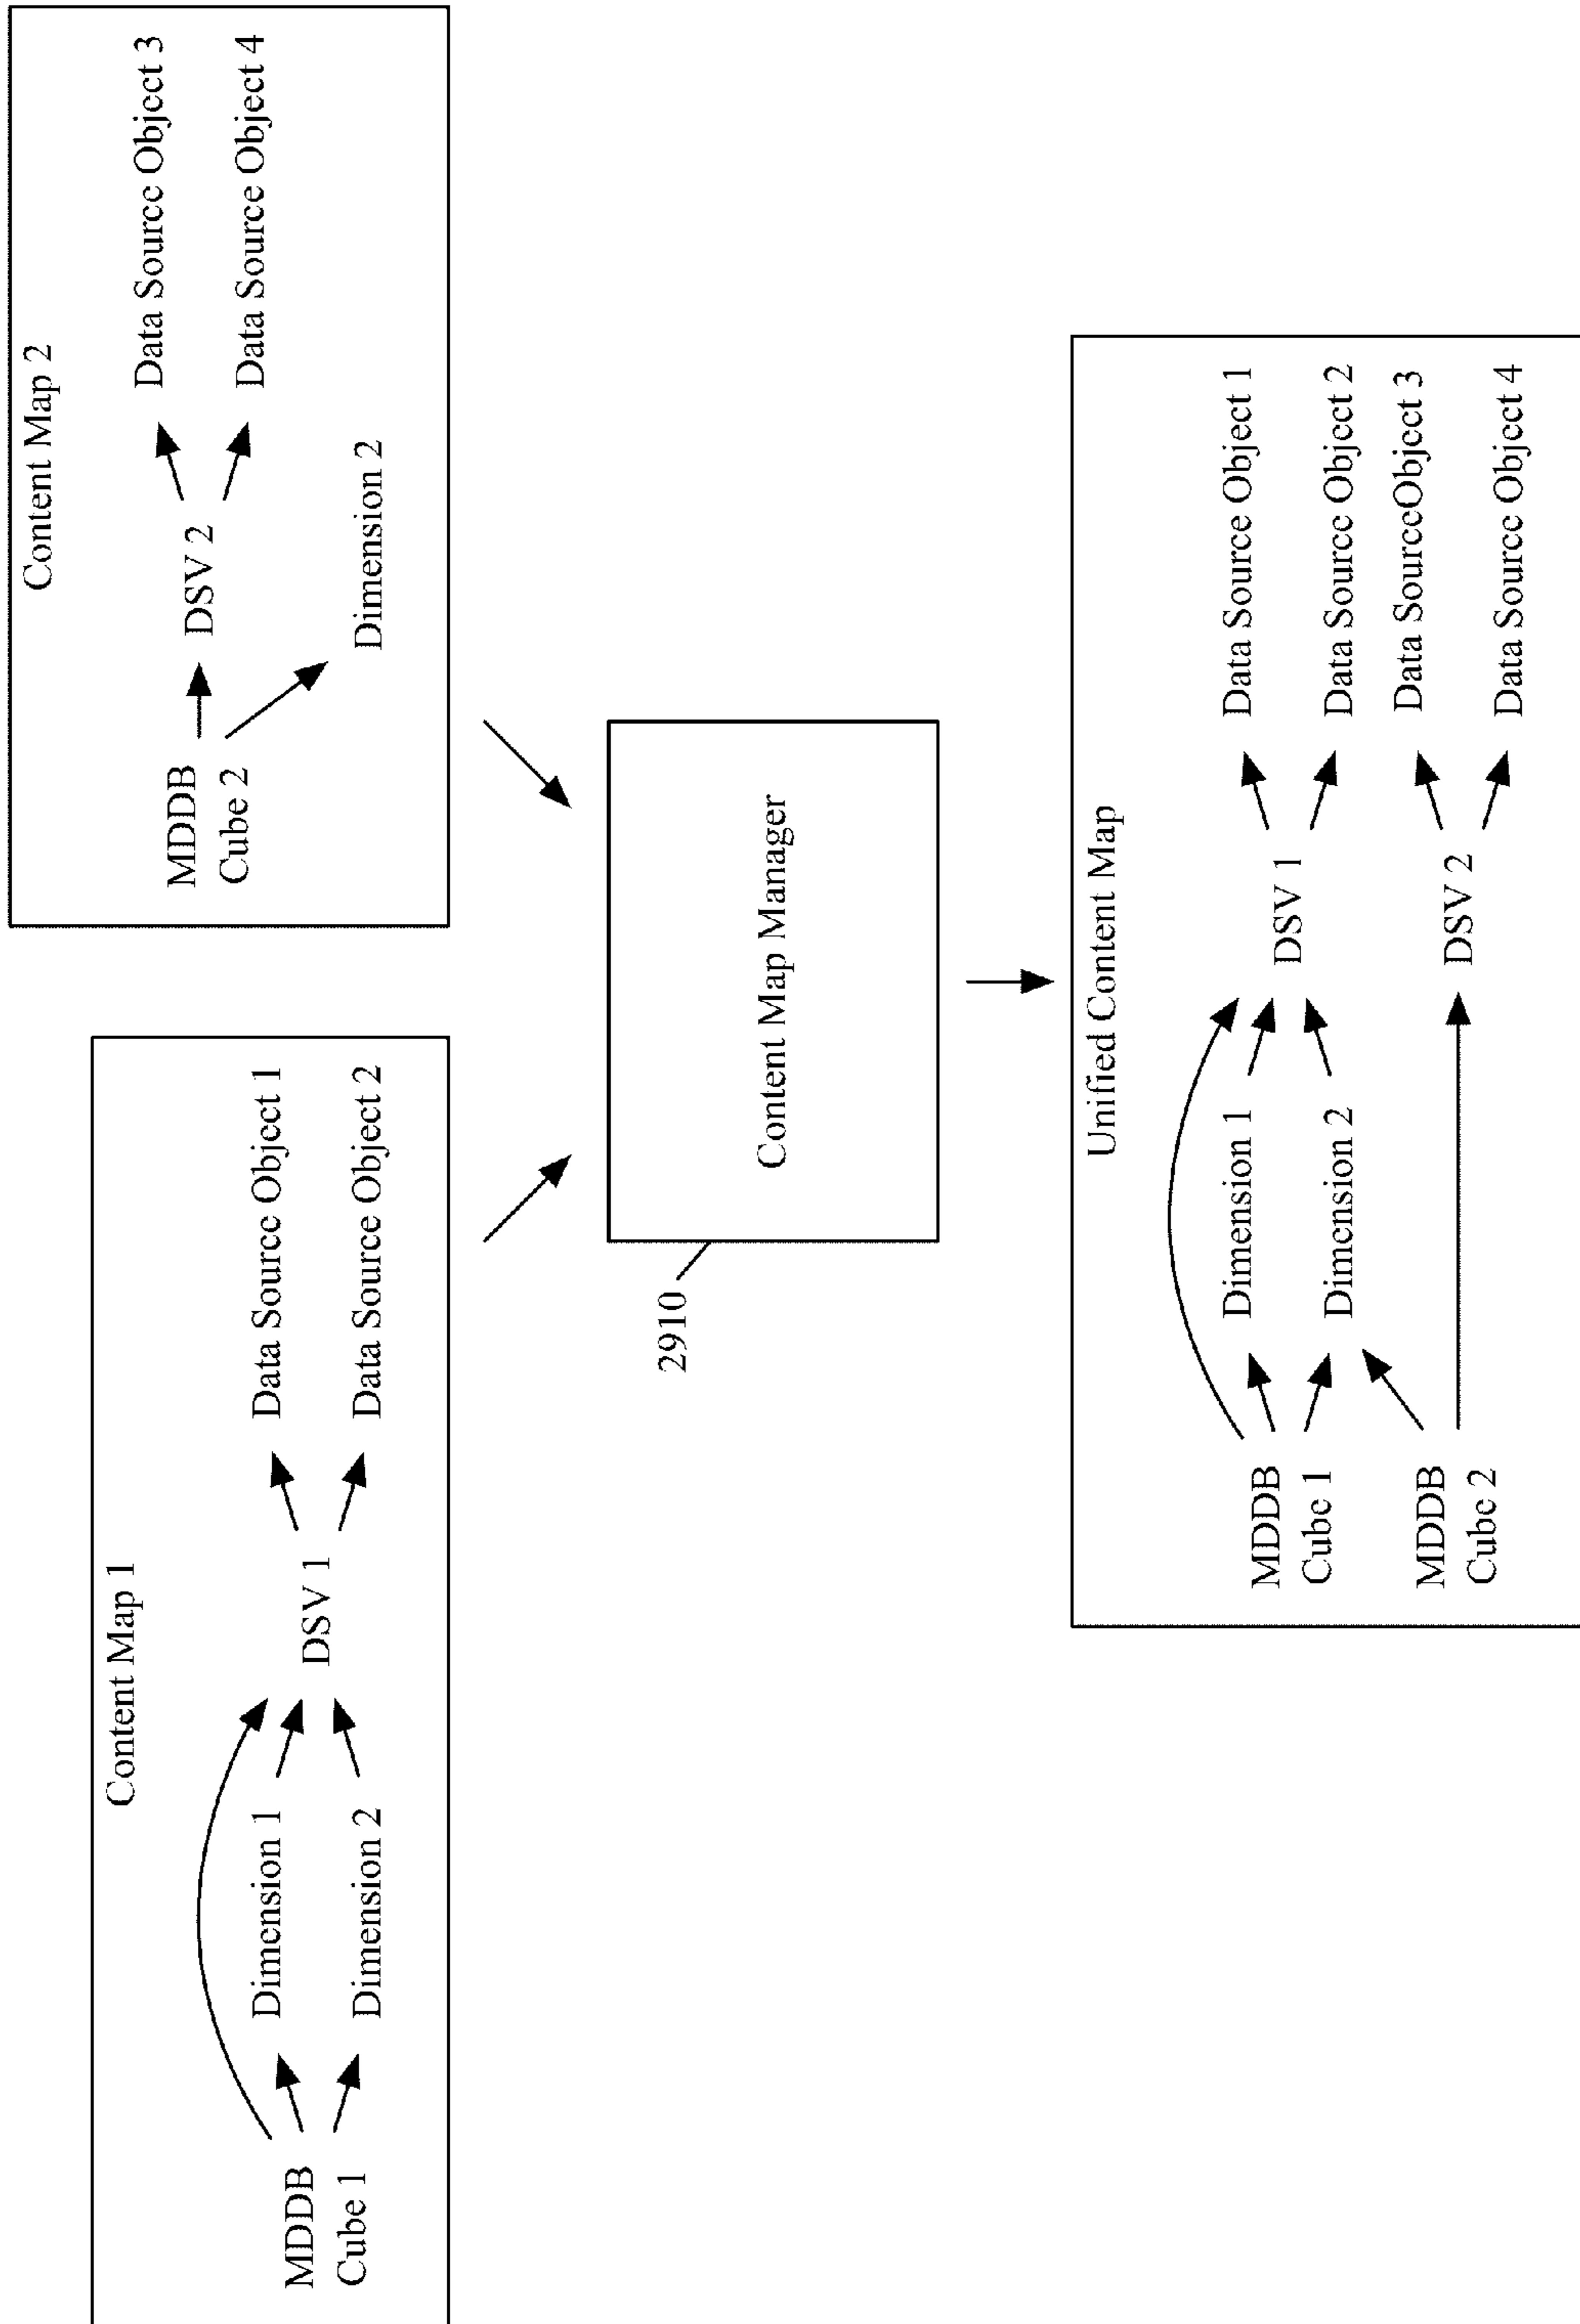 Content Map 1
MDDB
Cube 1
Dimension 1
Dimension 2
DSV 1
Data Source Object 1
Data Source Object 2
Content Map 2
MDDB
Cube 2
DSV 2
Dimension 2
Data Source Object 3
Data Source Object 4
2910
Content Map Manager
Unified Content Map
MDDB
Cube 1
MDDB
Cube 2
Dimension 1
Dimension 2
DSV 1
DSV 2
Data Source Object 1
Data Source Object 2
Data SourceObject 3
Data Source Object 4